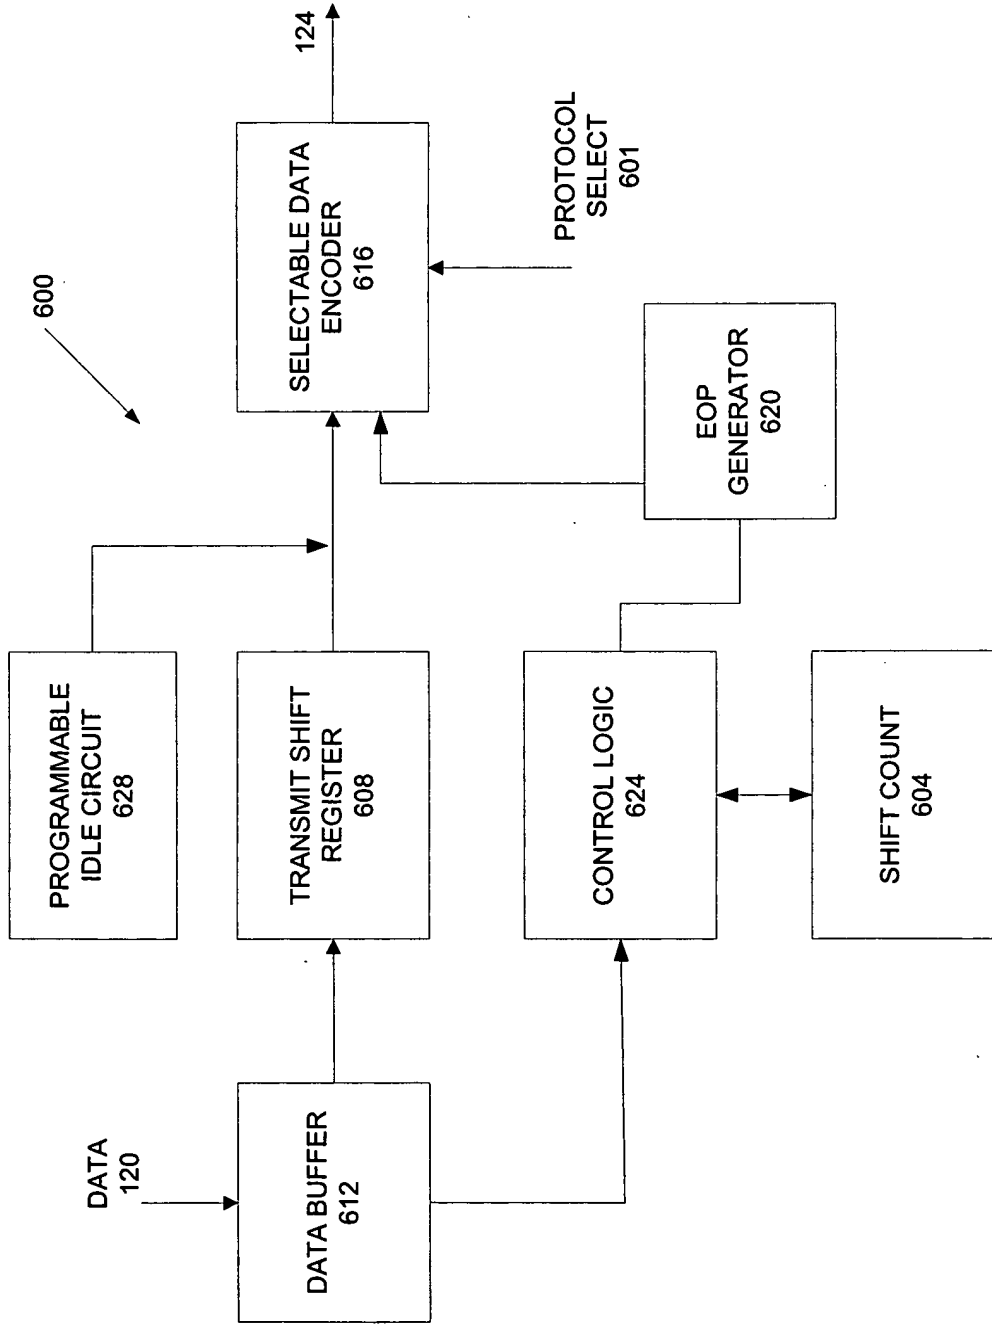 600
PROGRAMMABLE
IDLE CIRCUIT
628
DATA
120
DATA BUFFER
612
TRANSMIT SHIFT
REGISTER
608
SELECTABLE DATA
ENCODER
616
124
PROTOCOL
SELECT
601
CONTROL LOGIC
624
EOP
GENERATOR
620
SHIFT COUNT
604